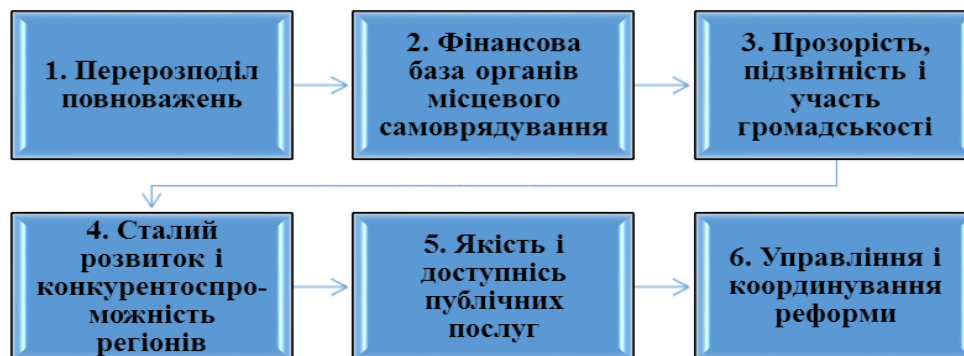 1. Перерозподіл
повноважень
2. Фінансова
база органів
місцевого
самоврядування
3. Прозорість,
підзвітність і
участь
громадськості
4. Сталий
розвиток і
конкурентоспро-
можність
регіонів
5. Якість і
доступнісь
публічних
послуг
6. Управління і
координування
реформи